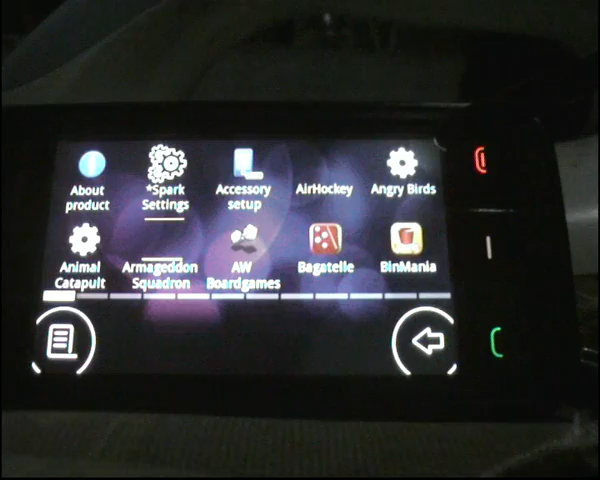 About product
*Spark Settings
Accessory setup
AirHockey
Angry Birds
Animal Catapult
Armageddon Squadron
AW Boardgames
Bagatelle
BinMania